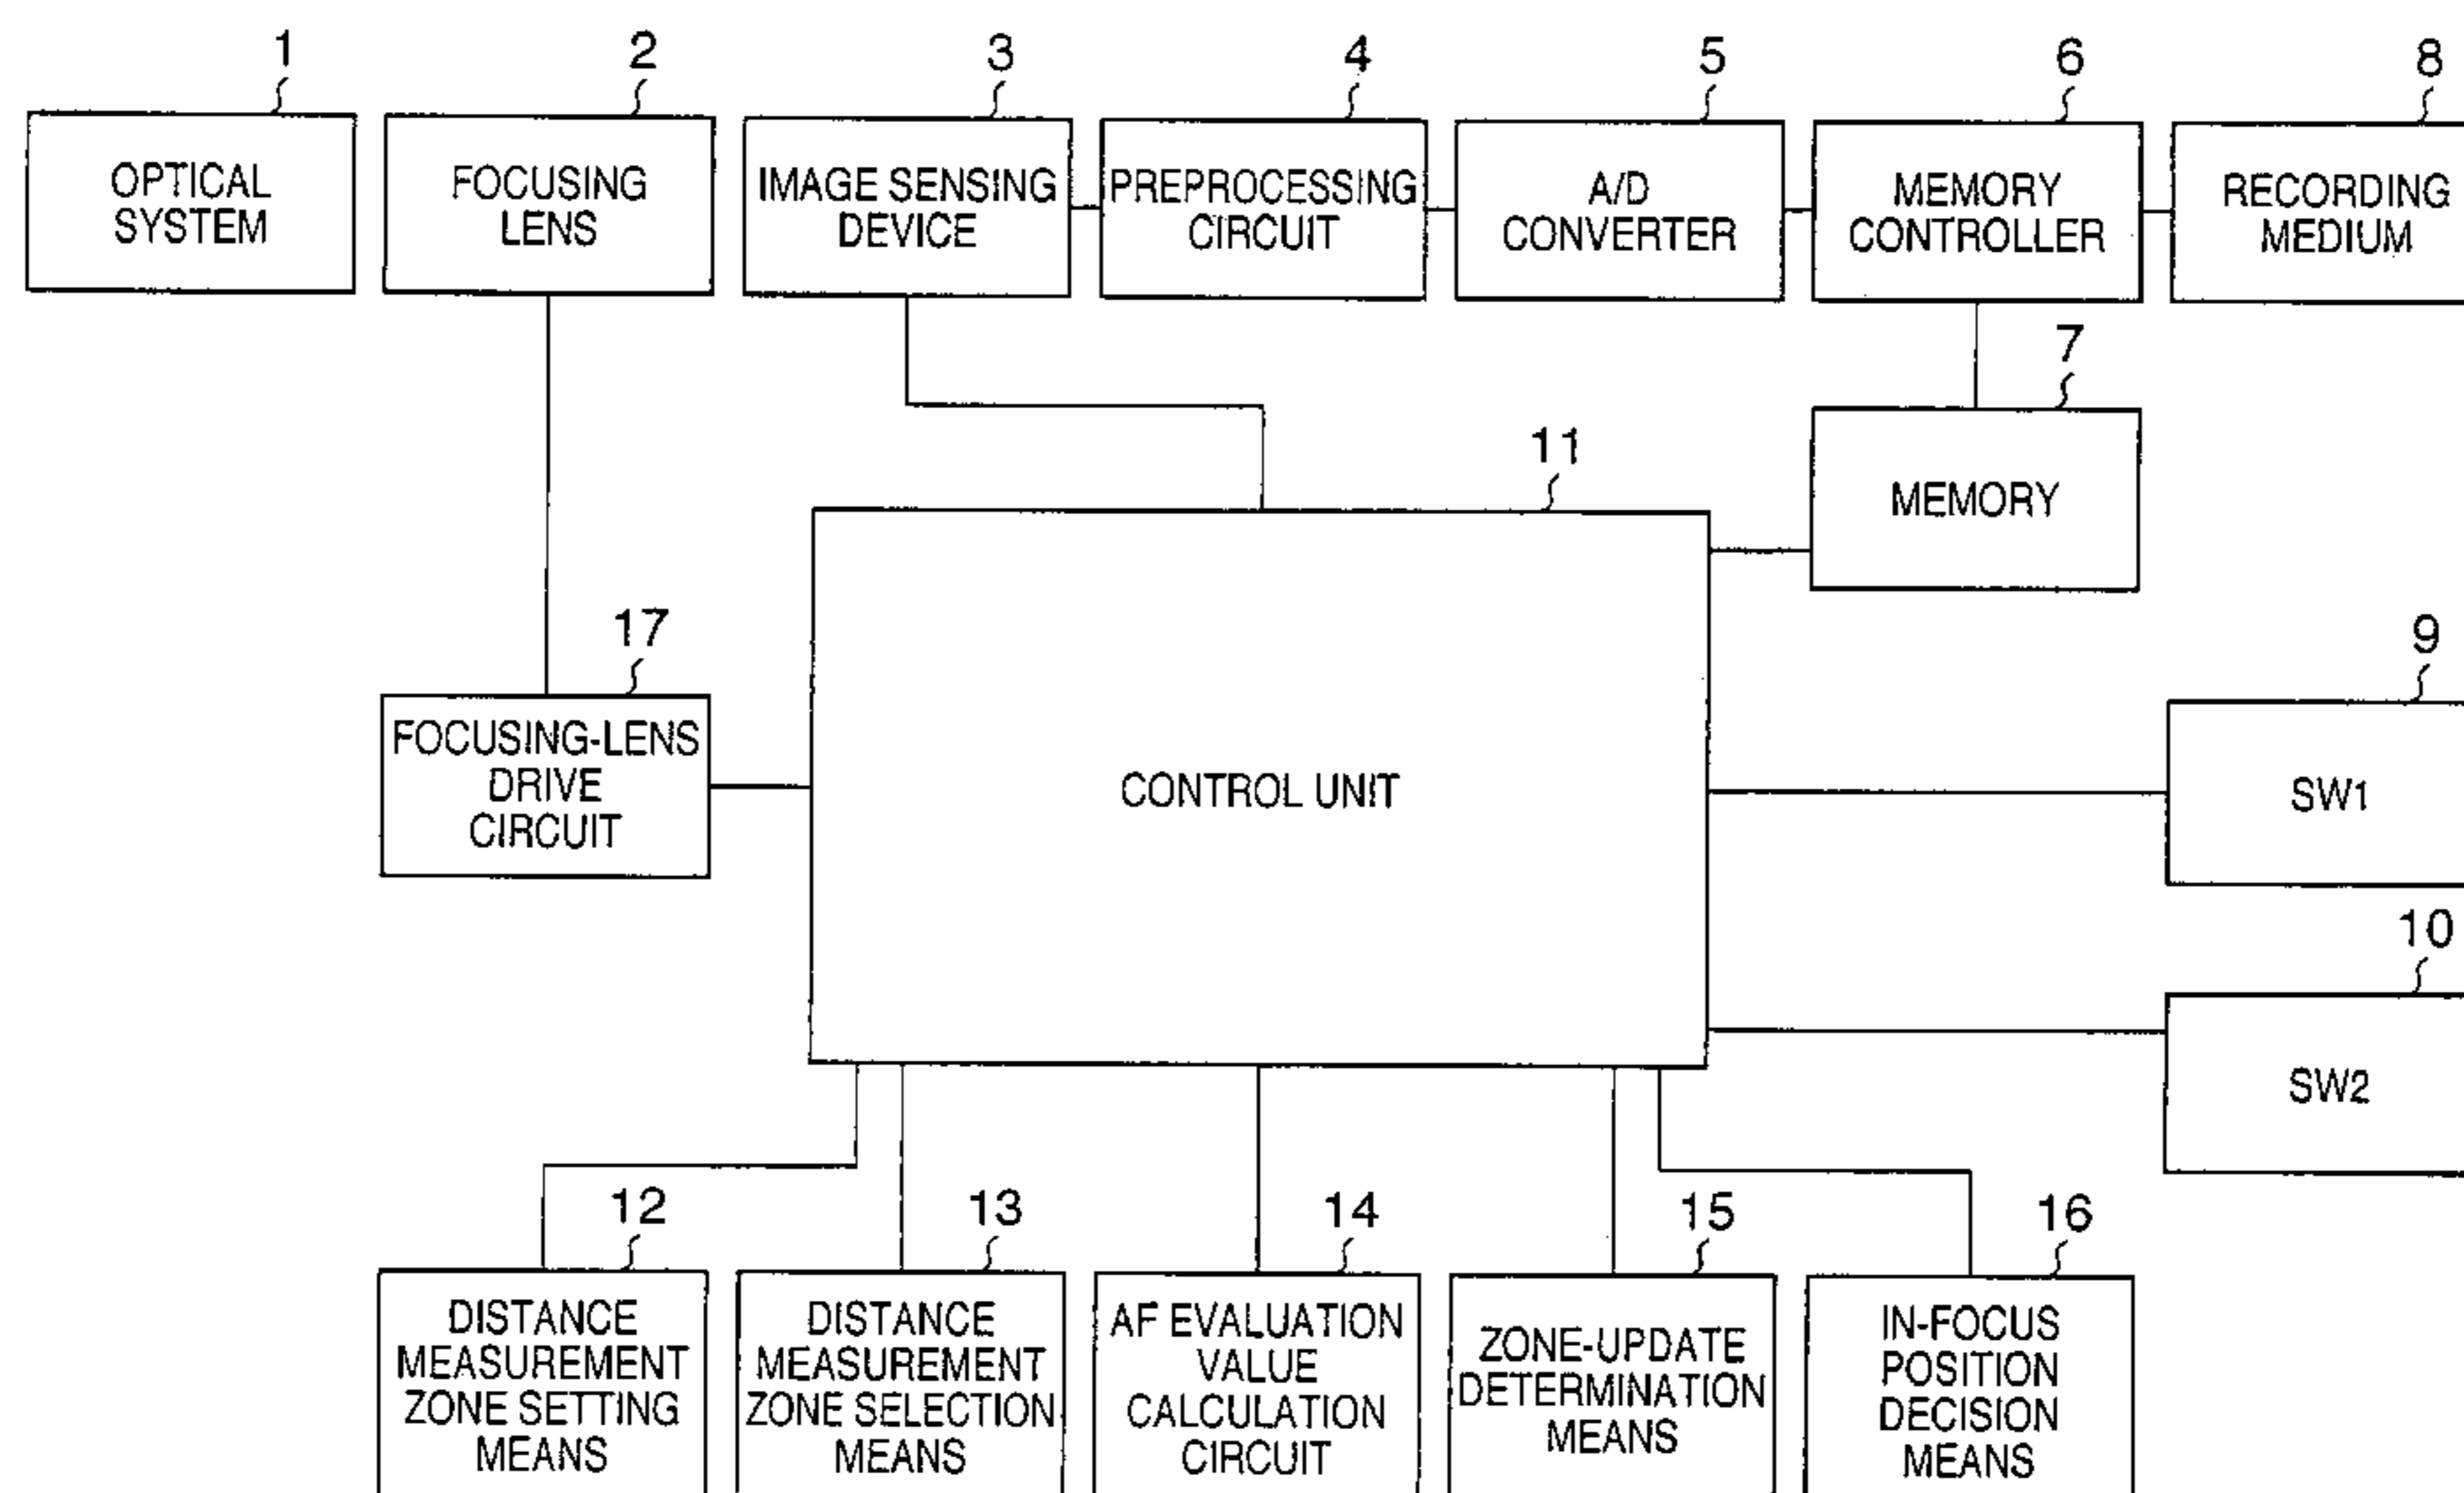 1
2
3
4
5
6
8
OPTICAL
SYSTEM
FOCUSING
LENS
IMAGE SENSING
DEVICE
PREPROCESSING
CIRCUIT
A/D
CONVERTER
MEMORY
CONTROLLER
RECORDING
MEDIUM
7
MEMORY
11
CONTROL UNIT
17
FOCUSING-LENS
DRIVE
CIRCUIT
9
SW1
10
SW2
12
DISTANCE
MEASUREMENT
ZONE SETTING
MEANS
13
DISTANCE
MEASUREMENT
ZONE SELECTION
MEANS
14
AF EVALUATION
VALUE
CALCULATION
CIRCUIT
15
ZONE-UPDATE
DETERMINATION
MEANS
16
IN-FOCUS
POSITION
DECISION
MEANS